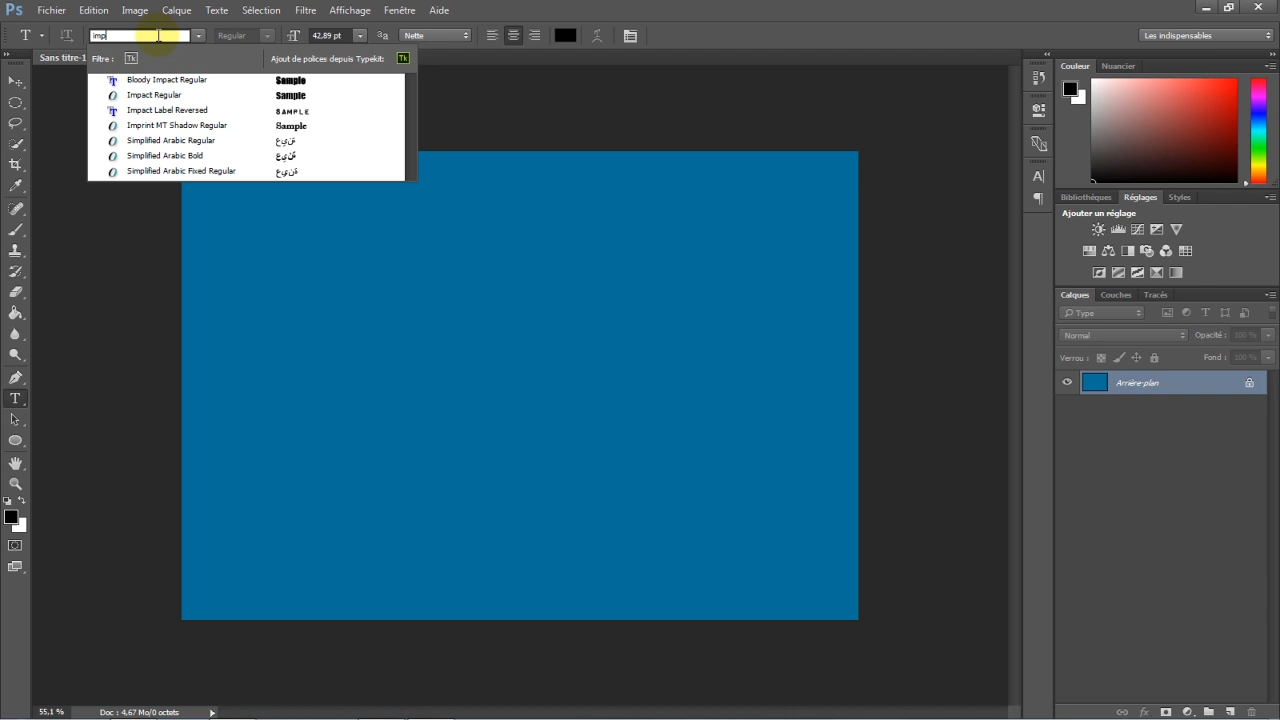 Ps Fichier Edition Image Calque Texte Sélection Filtre Affichage Fenêtre Aide
T imp Regular T 42,89 pt aa Nette Les indispensables
Sans titre-1
Filtre : Tk Ajout de polices depuis Typekit: Tk
Bloody Impact Regular Sample
Impact Regular Sample
Impact Label Reversed SAMPLE
Imprint MT Shadow Regular Sample
Simplified Arabic Regular
Simplified Arabic Bold
Simplified Arabic Fixed Regular
Couleur Nuancier
Bibliothèques Réglages Styles
Ajouter un réglage
Calques Couches Tracés
Type
Normal Opacité : 100 %
Verrou : Fond : 100 %
Arrière-plan
55,1 % Doc : 4,67 Mo/0 octets